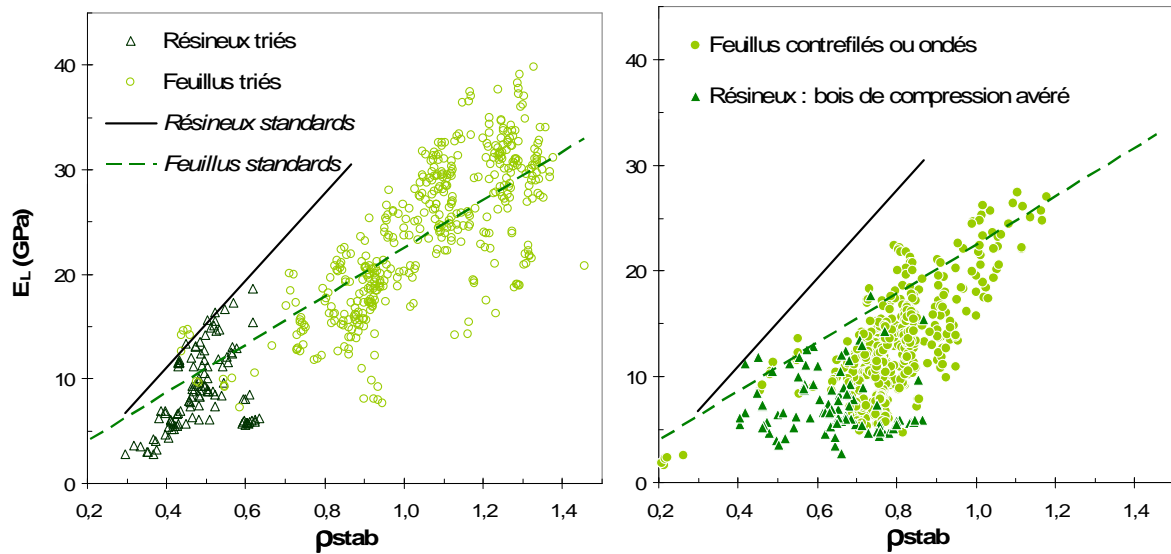 Résineux triés
Feuillus triés
Résineux standards
Feuillus standards
40
30
20
10
0
E_L (GPa)
0,2 0,4 0,6 0,8 1,0 1,2 1,4
ρstab
Feuillus contrefilés ou ondés
Résineux : bois de compression avéré
40
30
20
10
0
0,2 0,4 0,6 0,8 1,0 1,2 1,4
ρstab